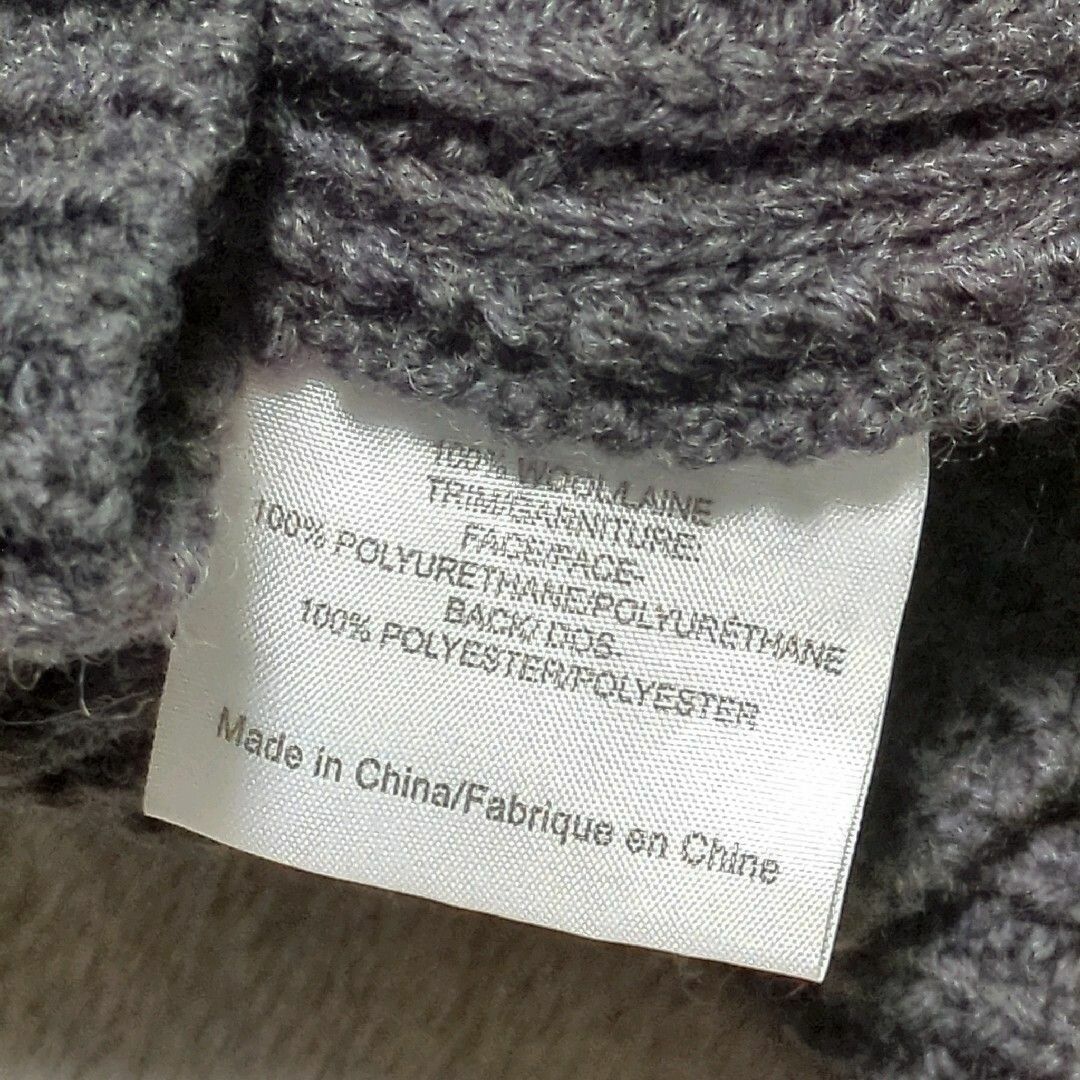 100% WOOL/LAINE
TRIM/GARNITURE:
FACE/FACE-
100% POLYURETHANE/POLYURÉTHANE
BACK/DOS-
100% POLYESTER/POLYESTER
Made in China/Fabrique en Chine